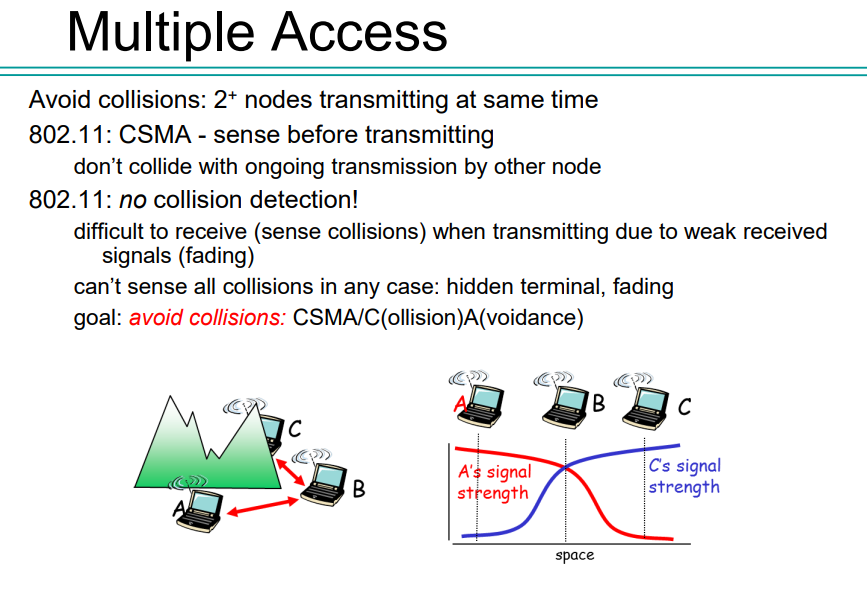 Multiple Access
Avoid collisions: 2⁺ nodes transmitting at same time
802.11: CSMA - sense before transmitting
don’t collide with ongoing transmission by other node
802.11: no collision detection!
difficult to receive (sense collisions) when transmitting due to weak received
signals (fading)
can’t sense all collisions in any case: hidden terminal, fading
goal: avoid collisions: CSMA/C(ollision)A(voidance)
C
B
A
A
B
C
A’s signal
strength
C’s signal
strength
space